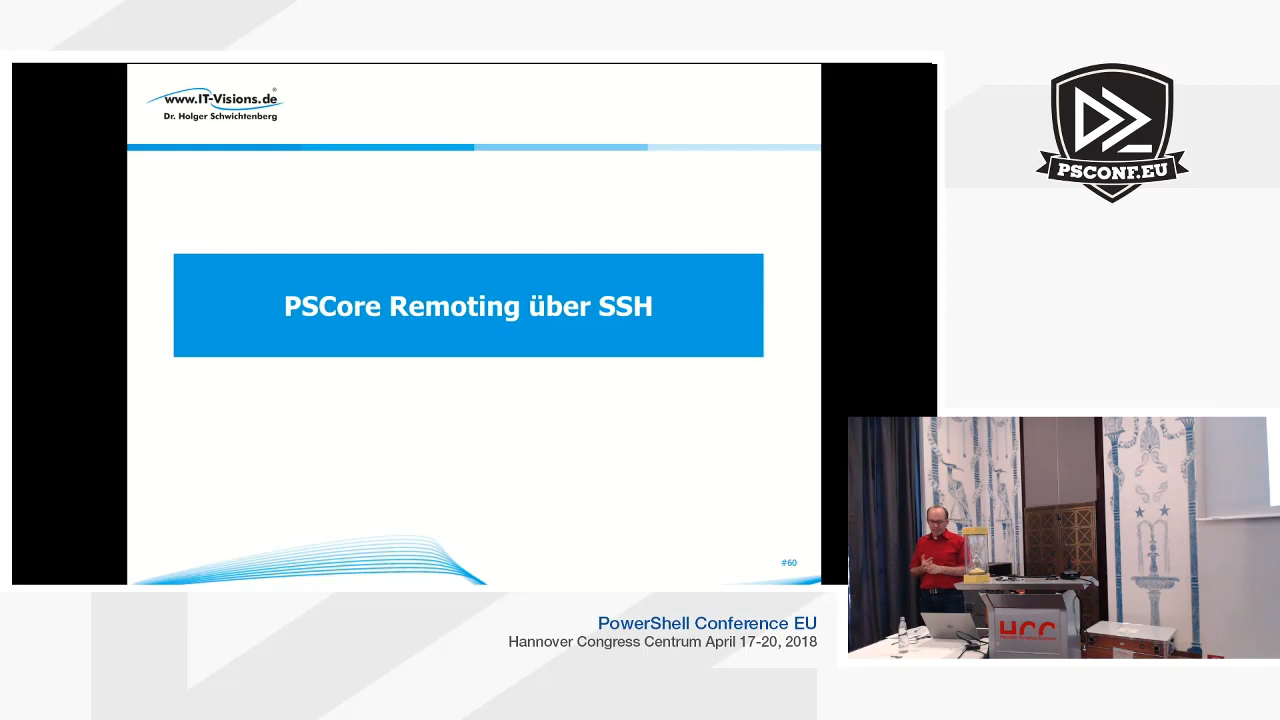 www.IT-Visions.de
®
Dr. Holger Schwichtenberg
PSCONF.EU
PSCore Remoting über SSH
#60
HCC
PowerShell Conference EU
Hannover Congress Centrum April 17-20, 2018